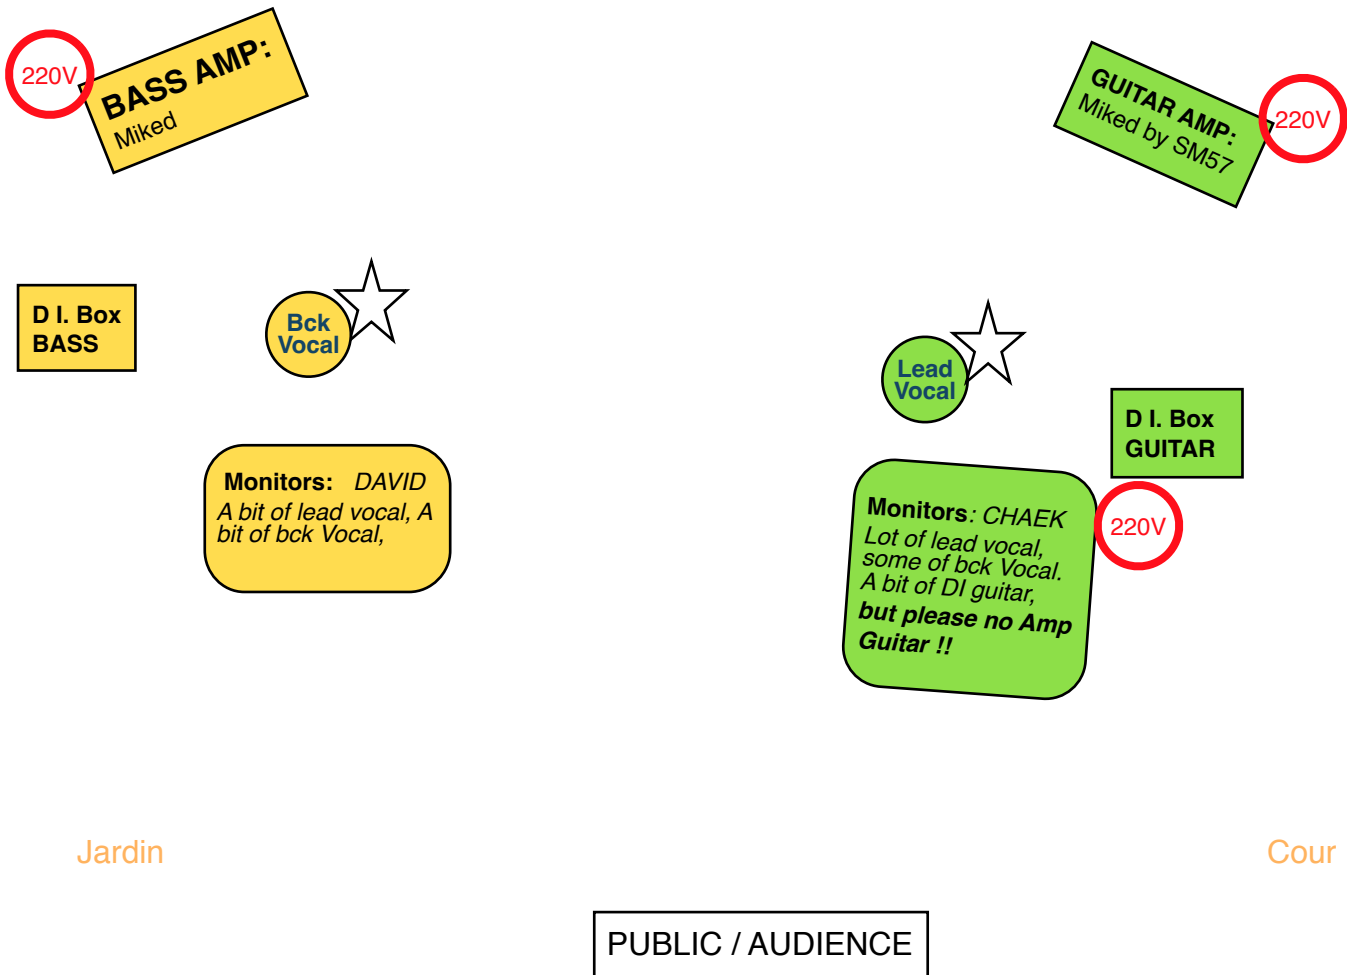 220V
BASS AMP:
Miked
GUITAR AMP:
Miked by SM57
220V
D I. Box
BASS
Bck
Vocal
Lead
Vocal
D I. Box
GUITAR
220V
Monitors: DAVID
A bit of lead vocal, A
bit of bck Vocal,
Monitors: CHAEK
Lot of lead vocal,
some of bck Vocal.
A bit of DI guitar,
but please no Amp
Guitar !!
Jardin
Cour
PUBLIC / AUDIENCE